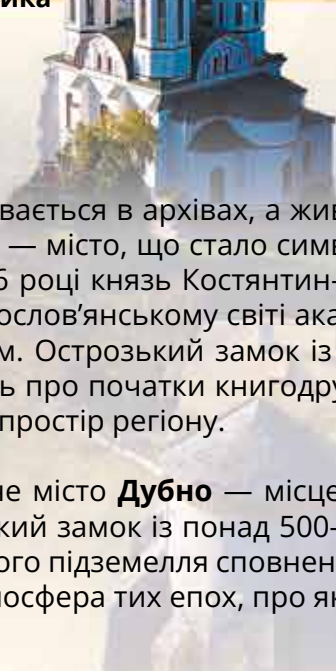 ика
вається в архівах, а жив
— місто, що стало симв
6 році князь Костянтин-
ослов’янському світі ака
м. Острозький замок із
ь про початки книгодру
простір регіону.
не місто Дубно — місце
кий замок із понад 500-
ого підземелля сповнен
осфера тих епох, про як